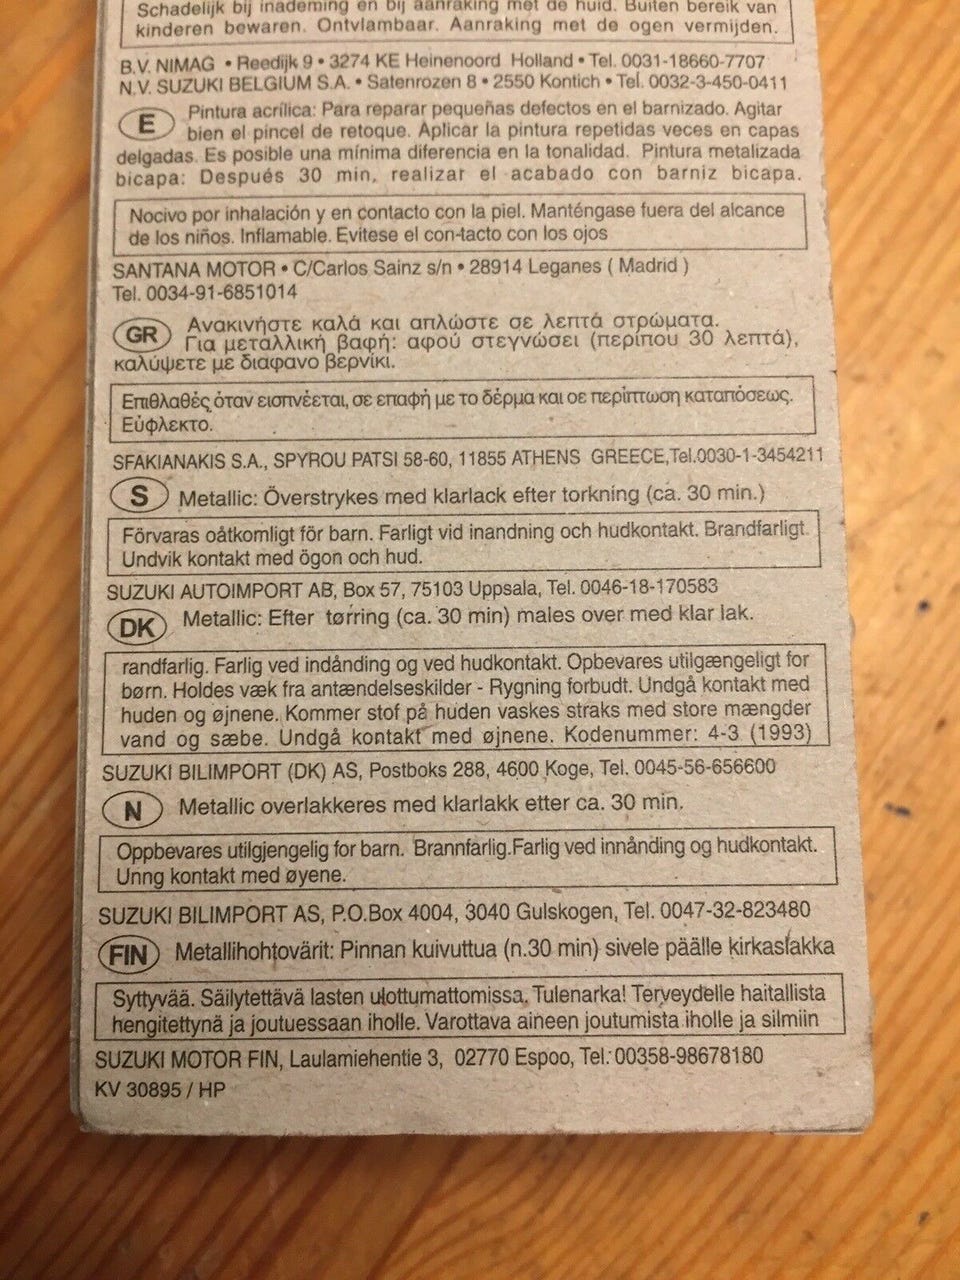 Schadelijk bij inademing en bij aanraking met de huid. Buiten bereik van
kinderen bewaren. Ontvlambaar. Aanraking met de ogen vermijden.
B.V. NIMAG • Reedijk 9 • 3274 KE Heinenoord Holland • Tel. 0031-18660-7707
N.V. SUZUKI BELGIUM S.A. • Satenrozen 8 • 2550 Kontich • Tel. 0032-3-450-0411
E Pintura acrílica: Para reparar pequeñas defectos en el barnizado. Agitar
bien el pincel de retoque. Aplicar la pintura repetidas veces en capas
delgadas. Es posible una mínima diferencia en la tonalidad. Pintura metalizada
bicapa: Después 30 min. realizar el acabado con barniz bicapa.
Nocivo por inhalación y en contacto con la piel. Manténgase fuera del alcance
de los niños. Inflamable. Evitese el con-tacto con los ojos
SANTANA MOTOR • C/Carlos Sainz s/n • 28914 Leganes ( Madrid )
Tel. 0034-91-6851014
GR Ανακινήστε καλά και απλώστε σε λεπτά στρώματα.
Για μεταλλική βαφή: αφού στεγνώσει (περίπου 30 λεπτά),
καλύψετε με διαφανο βερνίκι.
Επιθλαθές όταν εισπνέεται, σε επαφή με το δέρμα και οε περίπτωση καταπόσεως.
Εύφλεκτο.
SFAKIANAKIS S.A., SPYROU PATSI 58-60, 11855 ATHENS GREECE,Tel.0030-1-3454211
S Metallic: Överstrykes med klarlack efter torkning (ca. 30 min.)
Förvaras oåtkomligt för barn. Farligt vid inandning och hudkontakt. Brandfarligt.
Undvik kontakt med ögon och hud.
SUZUKI AUTOIMPORT AB, Box 57, 75103 Uppsala, Tel. 0046-18-170583
DK Metallic: Efter tørring (ca. 30 min) males over med klar lak.
randfarlig. Farlig ved indånding og ved hudkontakt. Opbevares utilgængeligt for
børn. Holdes væk fra antændelseskilder - Rygning forbudt. Undgå kontakt med
huden og øjnene. Kommer stof på huden vaskes straks med store mængder
vand og sæbe. Undgå kontakt med øjnene. Kodenummer: 4-3 (1993)
SUZUKI BILIMPORT (DK) AS, Postboks 288, 4600 Koge, Tel. 0045-56-656600
N Metallic overlakkeres med klarlakk etter ca. 30 min.
Oppbevares utilgjengelig for barn. Brannfarlig.Farlig ved innånding og hudkontakt.
Unng kontakt med øyene.
SUZUKI BILIMPORT AS, P.O.Box 4004, 3040 Gulskogen, Tel. 0047-32-823480
FIN Metallihohtovärit: Pinnan kuivuttua (n.30 min) sivele päälle kirkaslakka
Syttyvää. Säilytettävä lasten ulottumattomissa. Tulenarka! Terveydelle haitallista
hengitettynä ja joutuessaan iholle. Varottava aineen joutumista iholle ja silmiin
SUZUKI MOTOR FIN, Laulamiehentie 3, 02770 Espoo, Tel: 00358-98678180
KV 30895 / HP